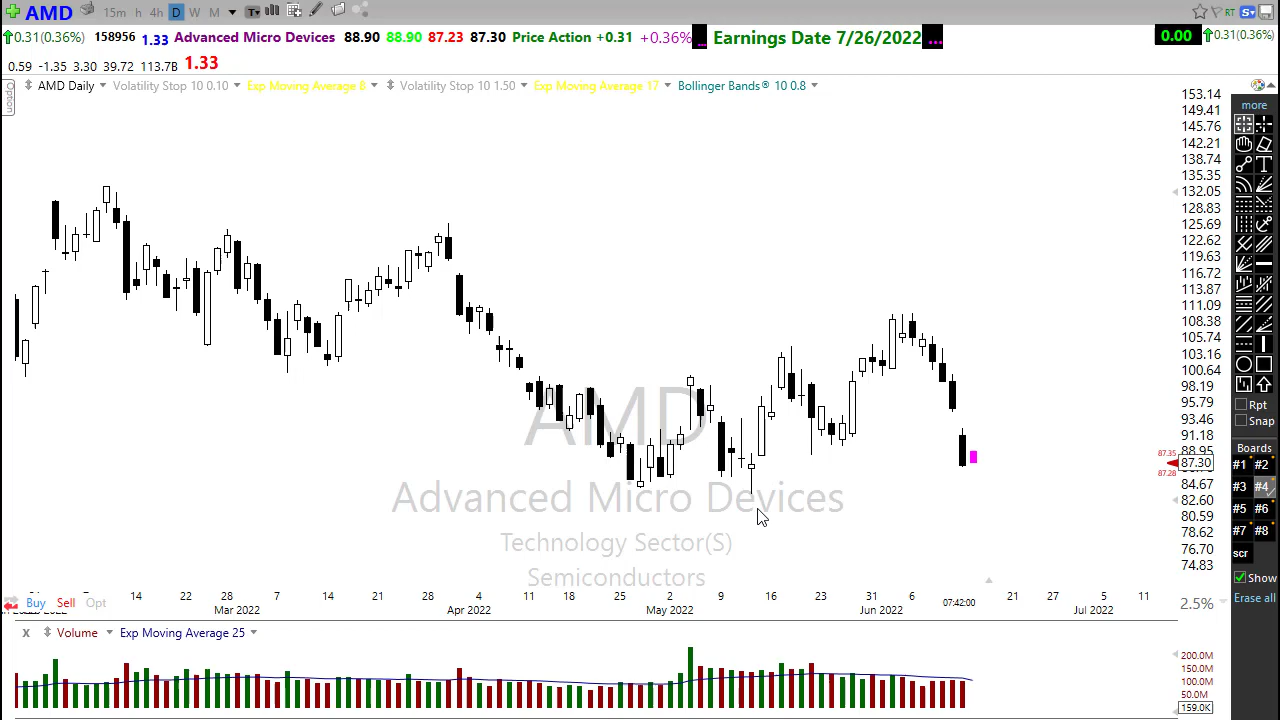 AMD 15m h 4h D W M T RT S
0.31(0.36%) 158956 1.33 Advanced Micro Devices 88.90 88.90 87.23 87.30 Price Action +0.31 +0.36% ... Earnings Date 7/26/2022 ... 0.00 0.31(0.36%)
0.59 -1.35 3.30 39.72 113.7B 1.33
Option AMD Daily Volatility Stop 10 0.10 Exp Moving Average 8 Volatility Stop 10 1.50 Exp Moving Average 17 Bollinger Bands® 10 0.8
153.14
more
149.41
145.76
142.21
138.74
135.35
132.05
128.83
125.69
122.62
119.63
116.72
113.87
111.09
108.38
105.74
103.16
100.64
98.19
95.79
Rpt
93.46
Snap
91.18
Boards
88.95
87.35
87.30
87.28
#1 #2
84.67
#3 #4
82.60
#5 #6
80.59
78.62
#7 #8
76.70
scr
74.83
AMD
Advanced Micro Devices
Technology Sector(S)
Semiconductors
Show
Erase all
Buy Sell Opt
14 22 28 7 14 21 28 4 11 18 25 2 9 16 23 31 6 07:42:00 21 27 5 11
Mar 2022 Apr 2022 May 2022 Jun 2022 Jul 2022
2.5%
x Volume Exp Moving Average 25
200.0M
150.0M
100.0M
50.0M
159.0K